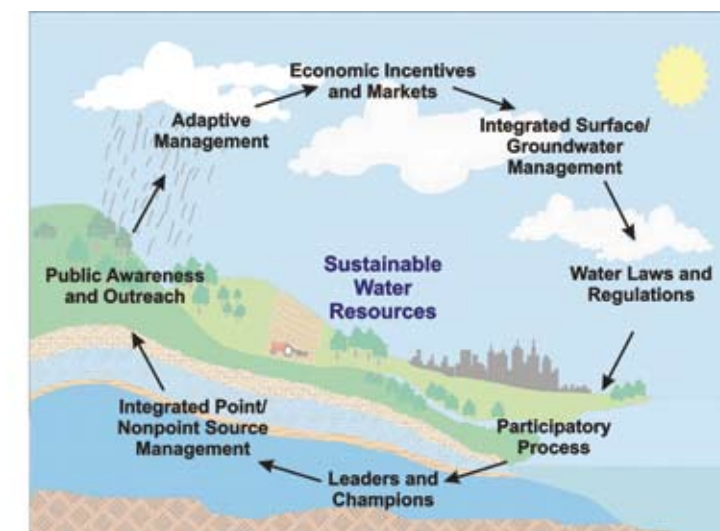 Economic Incentives
and Markets
Adaptive
Management
Integrated Surface/
Groundwater
Management
Public Awareness
and Outreach
Sustainable
Water
Resources
Water Laws and
Regulations
Integrated Point/
Nonpoint Source
Management
Participatory
Process
Leaders and
Champions